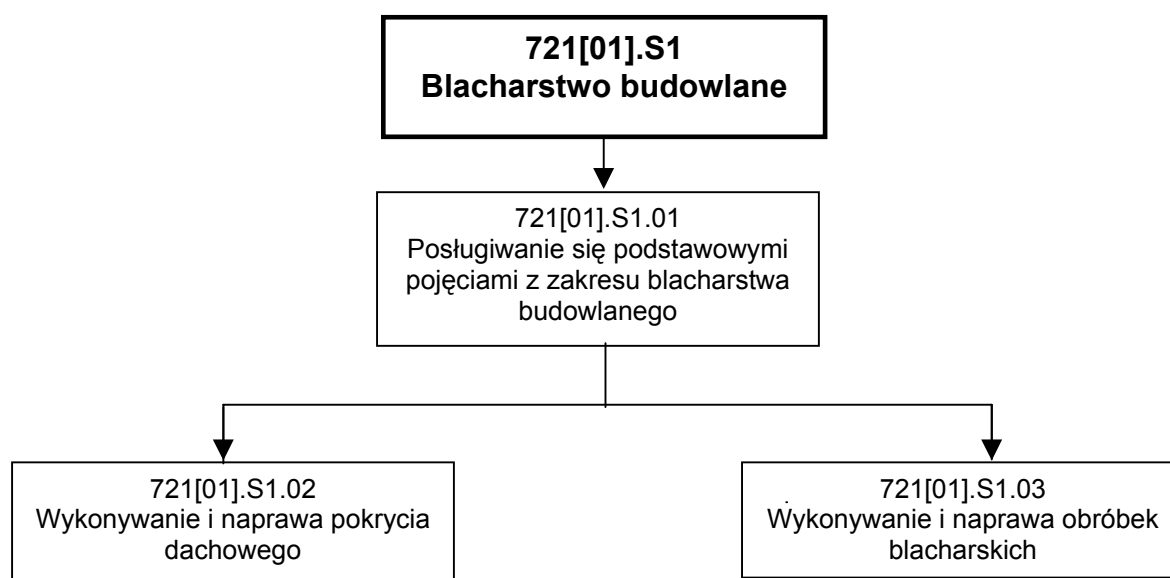 721[01].S1
Blacharstwo budowlane
721[01].S1.01
Posługiwanie się podstawowymi
pojęciami z zakresu blacharstwa
budowlanego
721[01].S1.02
Wykonywanie i naprawa pokrycia
dachowego
721[01].S1.03
Wykonywanie i naprawa obróbek
blacharskich